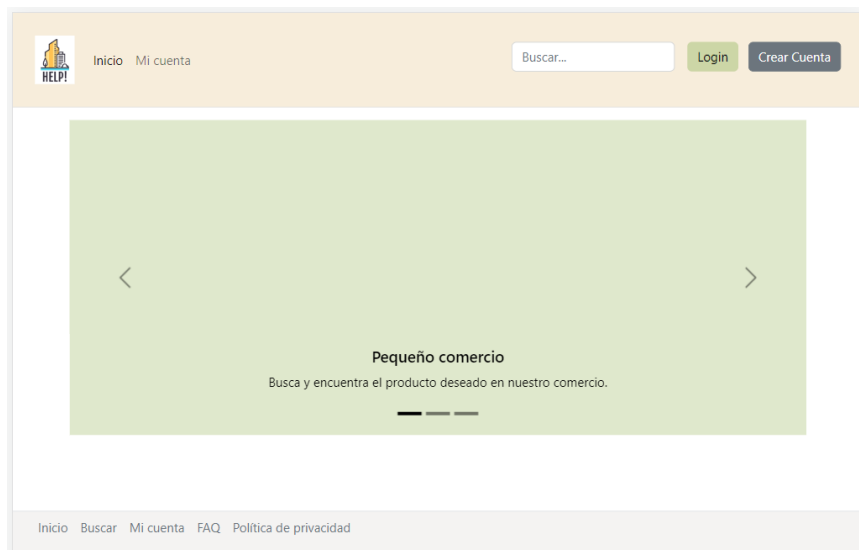 HELP!
Inicio Mi cuenta Buscar... Login Crear Cuenta
Pequeño comercio
Busca y encuentra el producto deseado en nuestro comercio.
Inicio Buscar Mi cuenta FAQ Política de privacidad